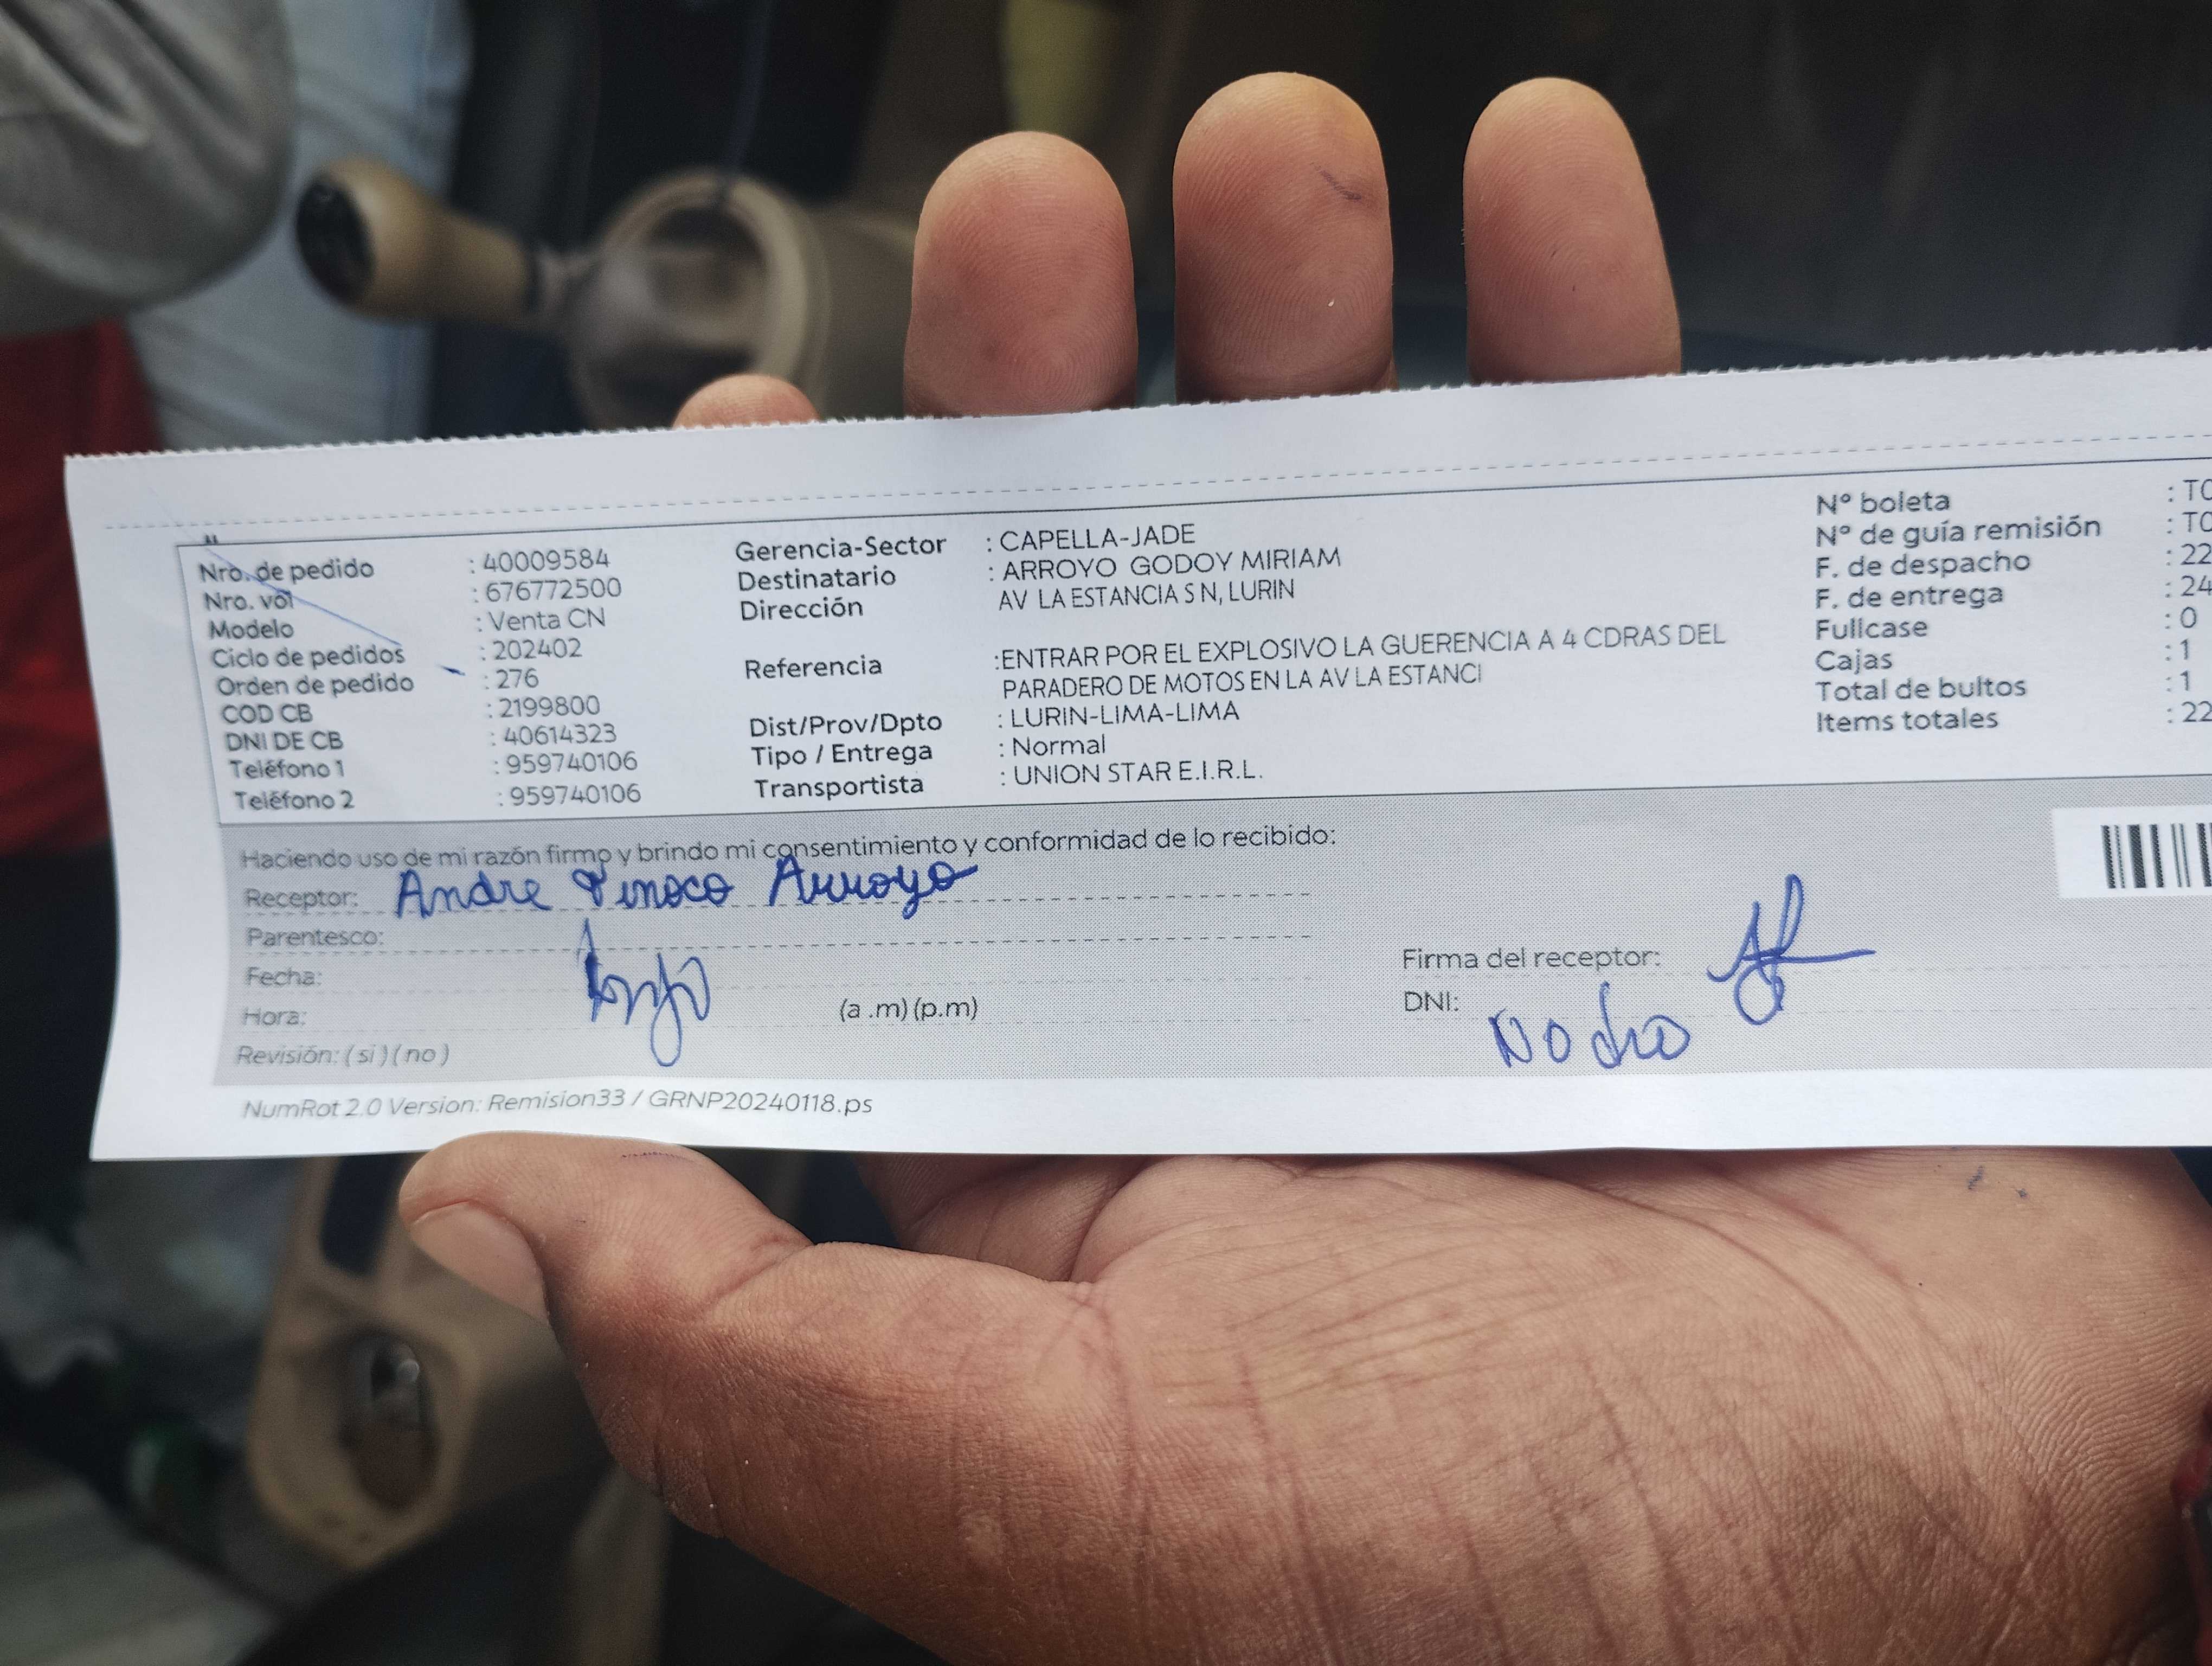 Nro. de pedido : 40009584
Nro. vol : 676772500
Modelo : Venta CN
Ciclo de pedidos : 202402
Orden de pedido : 276
COD CB : 2199800
DNI DE CB : 40614323
Teléfono 1 : 959740106
Teléfono 2 : 959740106
Gerencia-Sector : CAPELLA-JADE
Destinatario : ARROYO GODOY MIRIAM
Dirección AV LA ESTANCIA S N, LURIN
Referencia :ENTRAR POR EL EXPLOSIVO LA GUERENCIA A 4 CDRAS DEL
PARADERO DE MOTOS EN LA AV LA ESTANCI
Dist/Prov/Dpto : LURIN-LIMA-LIMA
Tipo / Entrega : Normal
Transportista : UNION STAR E.I.R.L.
Nº boleta : T0
Nº de guía remisión : T0
F. de despacho : 22
F. de entrega : 24
Fullcase : 0
Cajas : 1
Total de bultos : 1
Items totales : 22
Haciendo uso de mi razón firmo y brindo mi consentimiento y conformidad de lo recibido:
Receptor: Andre Tinoco Arroyo
Parentesco:
Fecha:
Hora: (a .m) (p.m)
Revisión: ( si ) ( no )
Firma del receptor:
DNI: No dio
NumRot 2.0 Version: Remision33 / GRNP20240118.ps